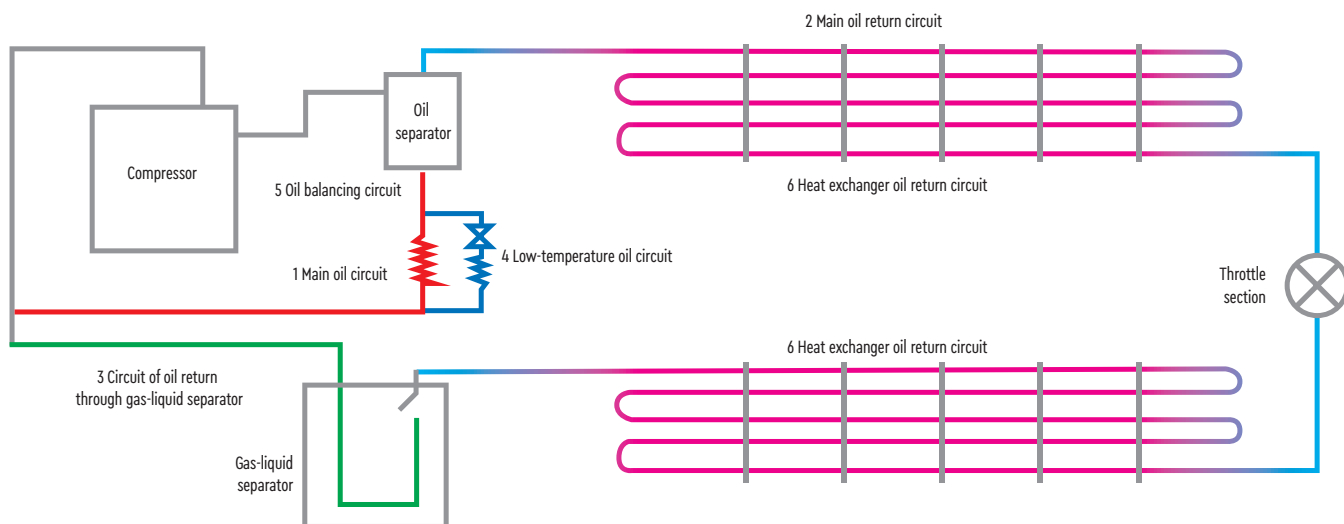 2 Main oil return circuit
Oil
separator
Compressor
5 Oil balancing circuit
6 Heat exchanger oil return circuit
4 Low-temperature oil circuit
1 Main oil circuit
Throttle
section
6 Heat exchanger oil return circuit
3 Circuit of oil return
through gas-liquid separator
Gas-liquid
separator